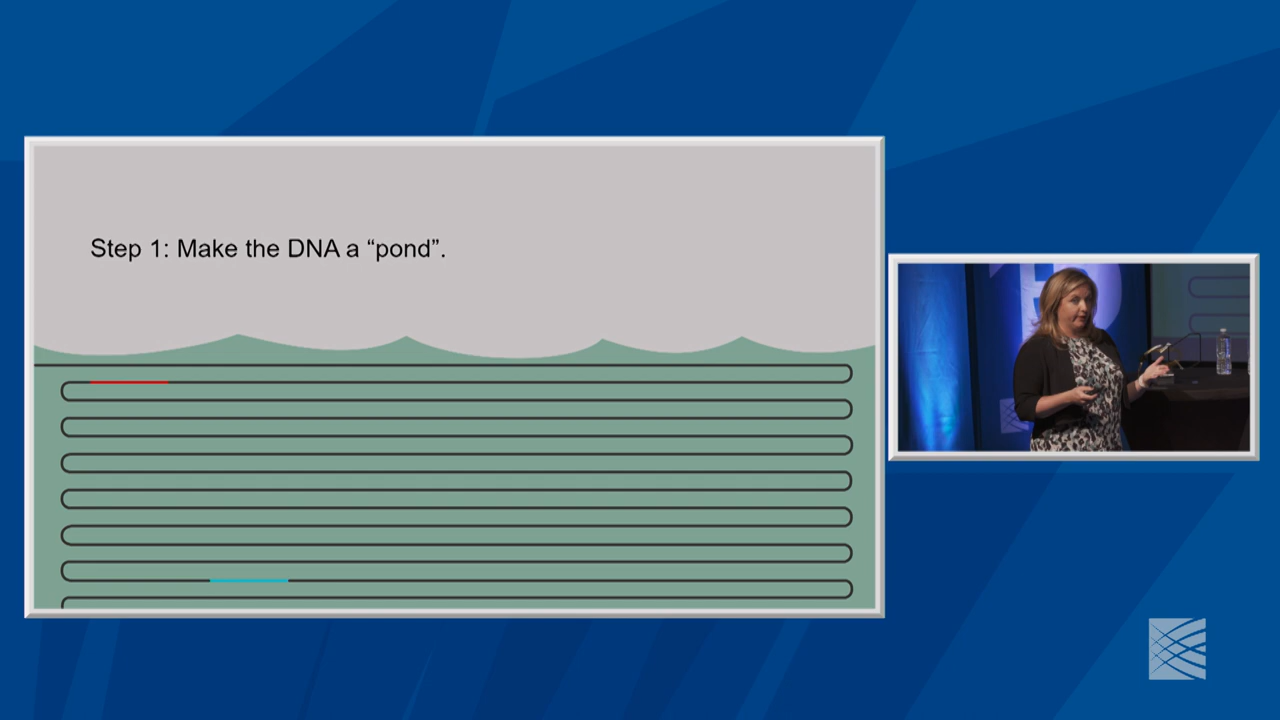 Step 1: Make the DNA a “pond”.